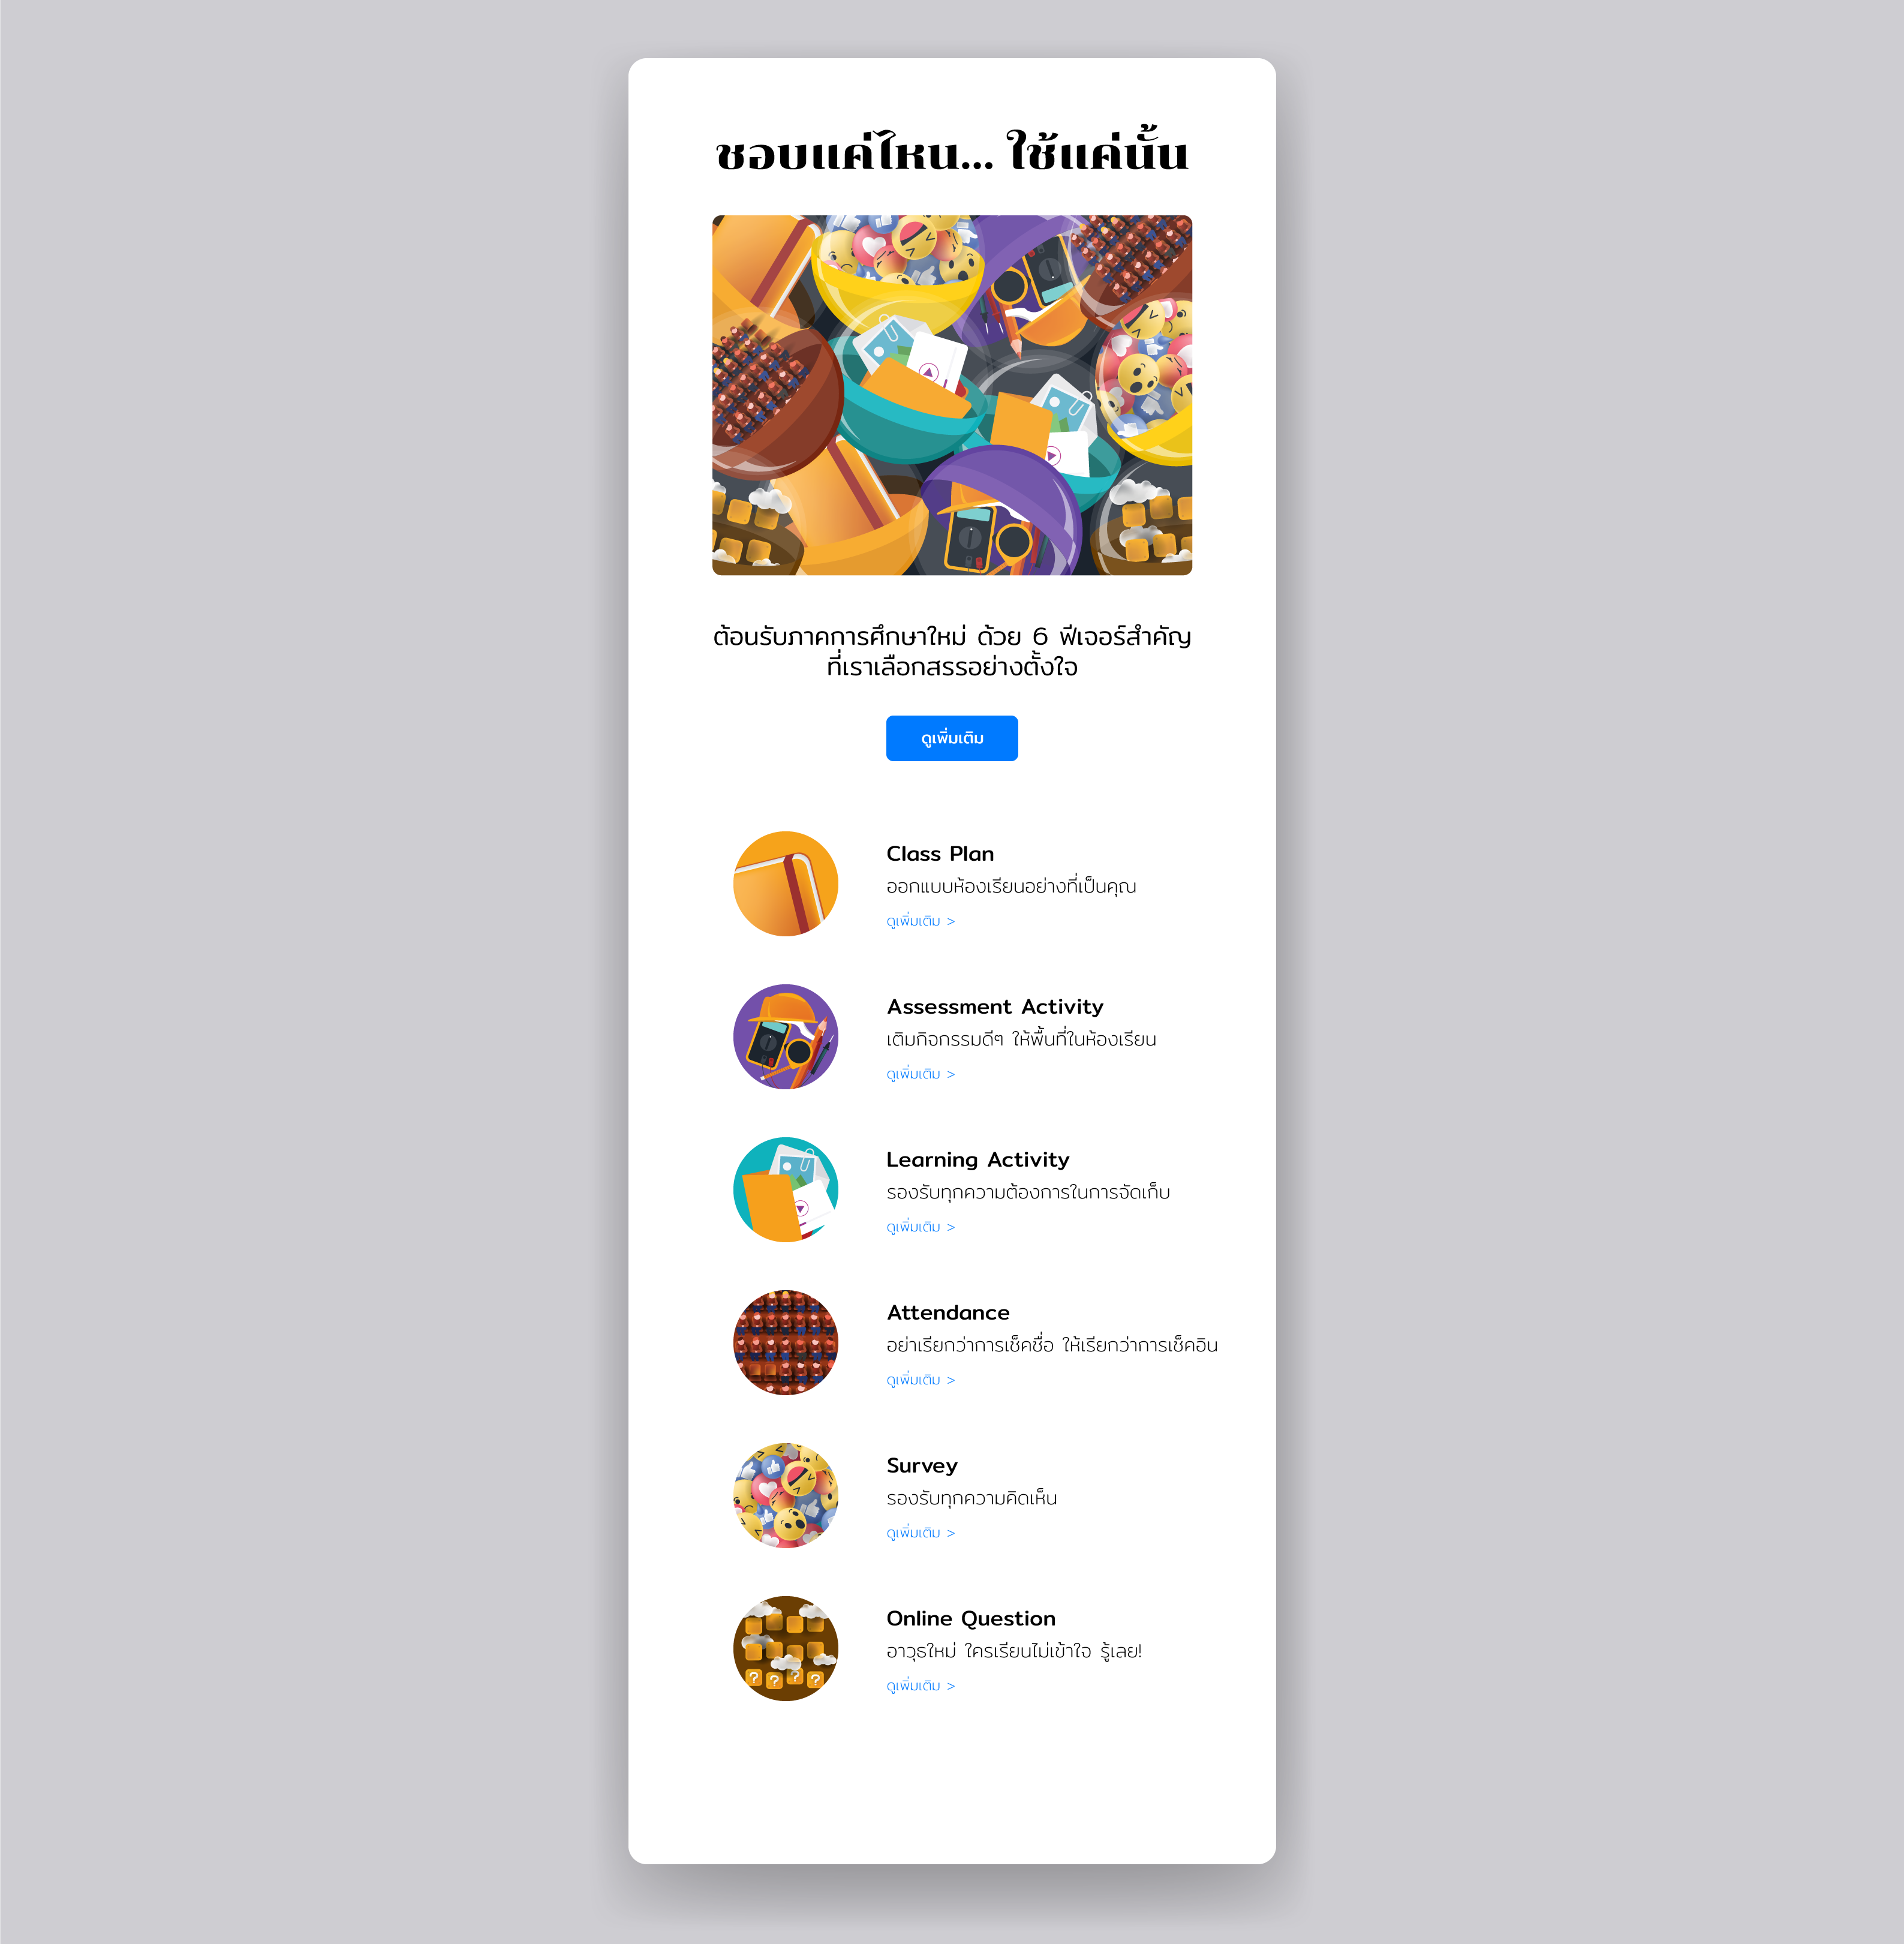 ชอบแค่ไหน... ใช้แค่นั้น
ต้อนรับภาคการศึกษาใหม่ ด้วย 6 ฟีเจอร์สำคัญ
ที่เราเลือกสรรอย่างตั้งใจ
ดูเพิ่มเติม
Class Plan
ออกแบบห้องเรียนอย่างที่เป็นคุณ
ดูเพิ่มเติม >
Assessment Activity
เติมกิจกรรมดีๆ ให้พื้นที่ในห้องเรียน
ดูเพิ่มเติม >
Learning Activity
รองรับทุกความต้องการในการจัดเก็บ
ดูเพิ่มเติม >
Attendance
อย่าเรียกว่าการเช็คชื่อ ให้เรียกว่าการเช็คอิน
ดูเพิ่มเติม >
Survey
รองรับทุกความคิดเห็น
ดูเพิ่มเติม >
Online Question
อาวุธใหม่ ใครเรียนไม่เข้าใจ รู้เลย!
ดูเพิ่มเติม >